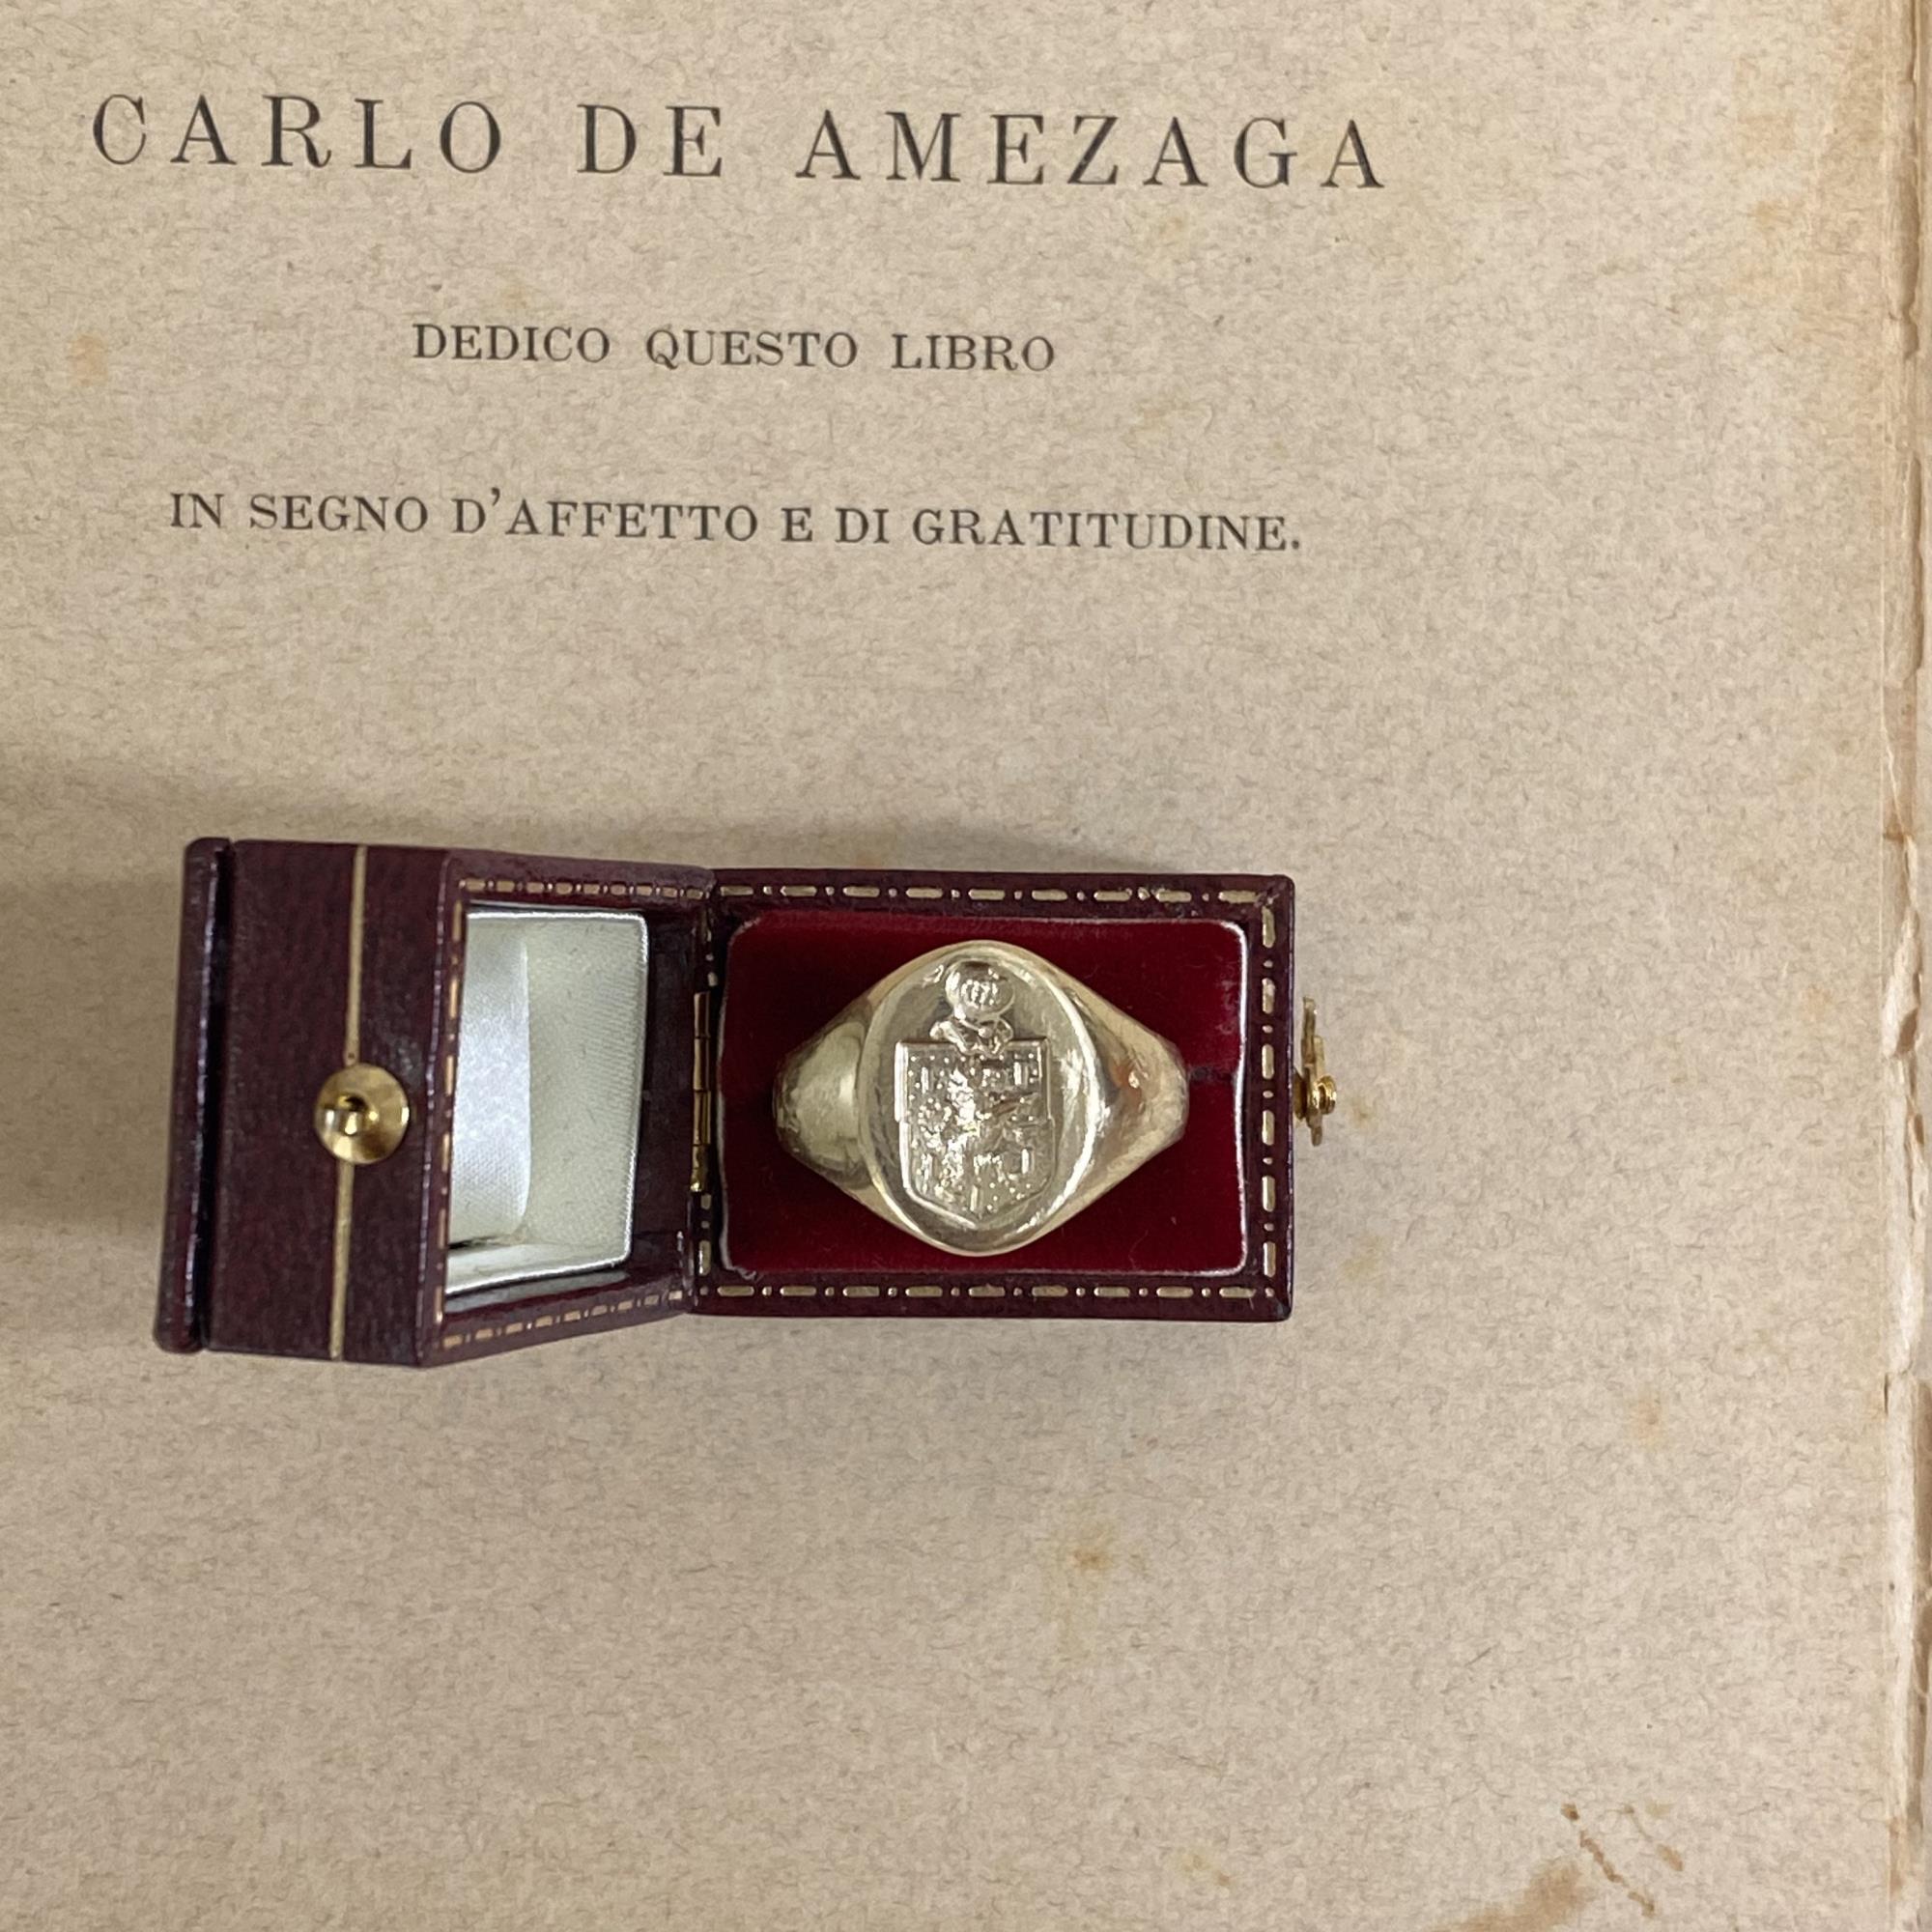 CARLO DE AMEZAGA
DEDICO QUESTO LIBRO
IN SEGNO D'AFFETTO E DI GRATITUDINE.